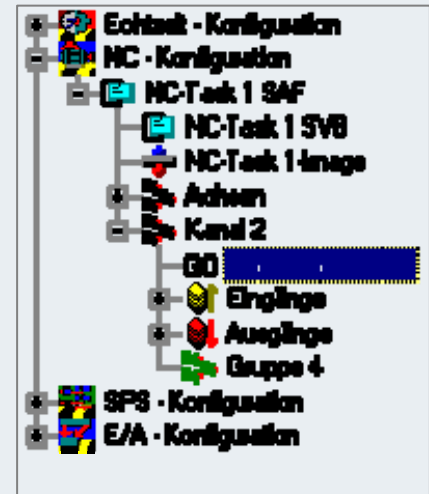 Echtzeit - Konfiguration
NC - Konfiguration
NC-Task 1 SAF
NC-Task 1 SVB
NC-Task 1-Image
Achsen
Kanal 2
Eingänge
Ausgänge
Gruppe 4
SPS - Konfiguration
E/A - Konfiguration